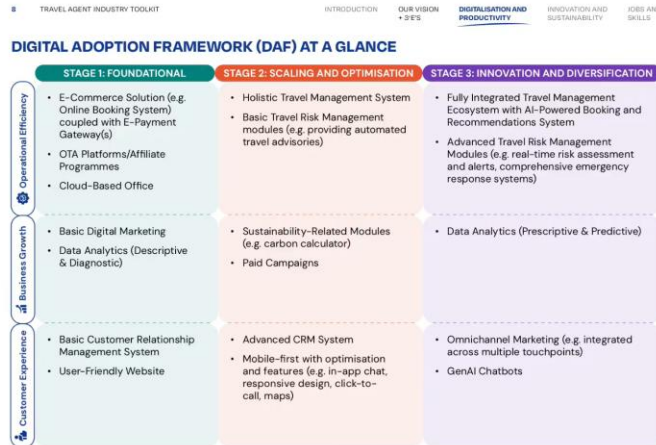 8 TRAVEL AGENT INDUSTRY TOOLKIT
INTRODUCTION
OUR VISION
+ 3'E'S
DIGITALISATION AND
PRODUCTIVITY
INNOVATION AND
SUSTAINABILITY
JOBS AN
SKILLS
DIGITAL ADOPTION FRAMEWORK (DAF) AT A GLANCE
STAGE 1: FOUNDATIONAL
STAGE 2: SCALING AND OPTIMISATION
STAGE 3: INNOVATION AND DIVERSIFICATION
Operational Efficiency
• E-Commerce Solution (e.g.
Online Booking System)
coupled with E-Payment
Gateway(s)
• OTA Platforms/Affiliate
Programmes
• Cloud-Based Office
• Holistic Travel Management System
• Basic Travel Risk Management
modules (e.g. providing automated
travel advisories)
• Fully Integrated Travel Management
Ecosystem with AI-Powered Booking and
Recommendations System
• Advanced Travel Risk Management
Modules (e.g. real-time risk assessment
and alerts, comprehensive emergency
response systems)
Business Growth
• Basic Digital Marketing
• Data Analytics (Descriptive
& Diagnostic)
• Sustainability-Related Modules
(e.g. carbon calculator)
• Paid Campaigns
• Data Analytics (Prescriptive & Predictive)
Customer Experience
• Basic Customer Relationship
Management System
• User-Friendly Website
• Advanced CRM System
• Mobile-first with optimisation
and features (e.g. in-app chat,
responsive design, click-to-
call, maps)
• Omnichannel Marketing (e.g. integrated
across multiple touchpoints)
• GenAI Chatbots